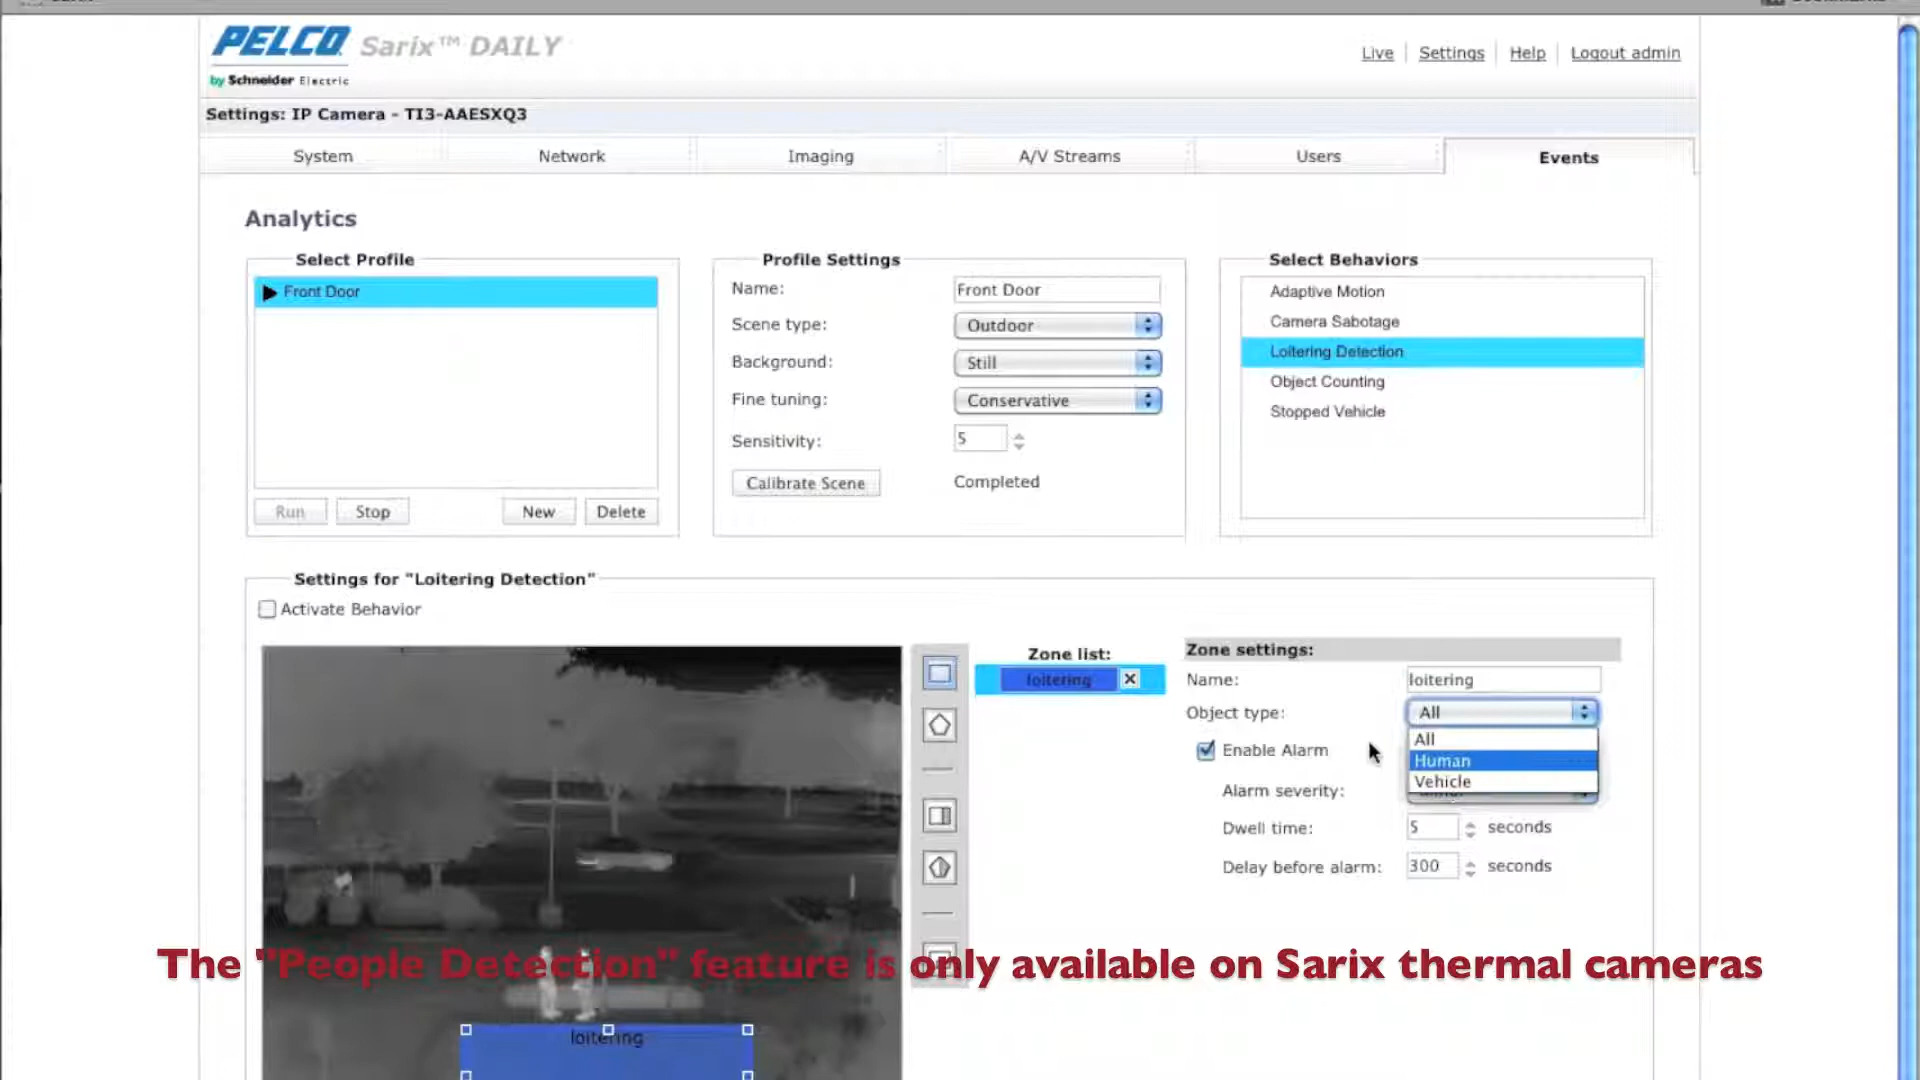 PELCO Sarix™ DAILY
by Schneider Electric
Live Settings Help Logout admin
Settings: IP Camera - TI3-AAESXQ3
System Network Imaging A/V Streams Users Events
Analytics
Select Profile
Front Door
Run Stop New Delete
Profile Settings
Name: Front Door
Scene type: Outdoor
Background: Still
Fine tuning: Conservative
Sensitivity: 5
Calibrate Scene Completed
Select Behaviors
Adaptive Motion
Camera Sabotage
Loitering Detection
Object Counting
Stopped Vehicle
Settings for "Loitering Detection"
Activate Behavior
Zone list:
loitering
Zone settings:
Name: loitering
Object type: All
All
Human
Vehicle
Enable Alarm
Alarm severity:
Dwell time: 5 seconds
Delay before alarm: 300 seconds
The "People Detection" feature is only available on Sarix thermal cameras
loitering